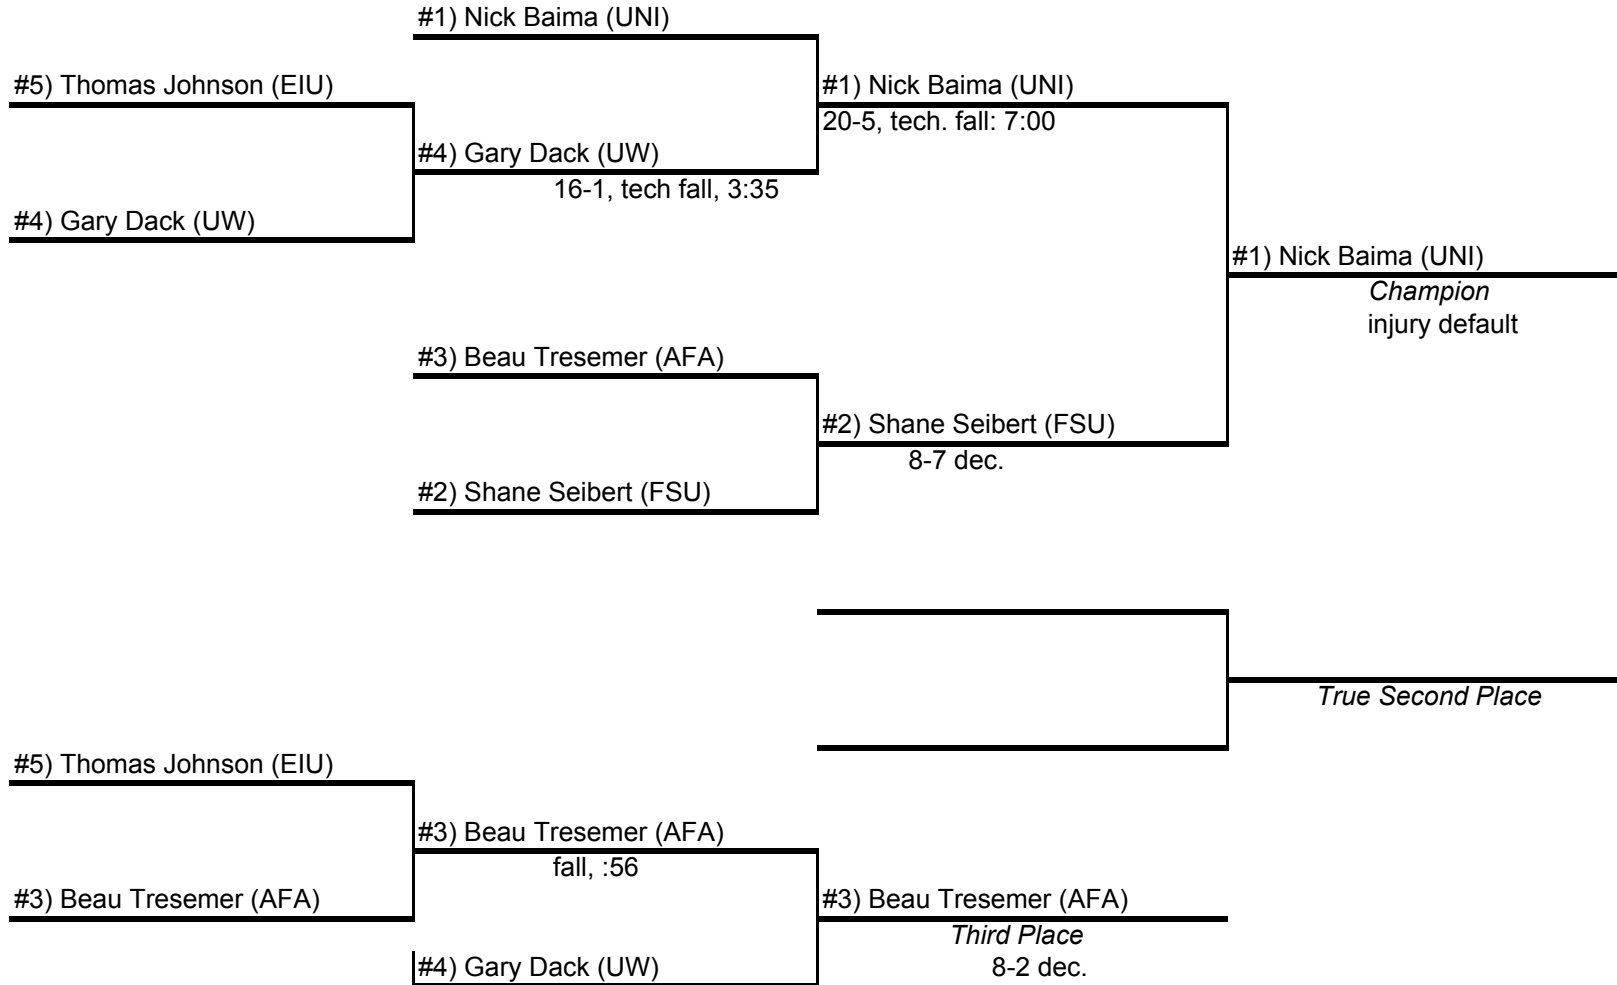 #1) Nick Baima (UNI)
#5) Thomas Johnson (EIU)
#1) Nick Baima (UNI)
20-5, tech. fall: 7:00
#4) Gary Dack (UW)
16-1, tech fall, 3:35
#4) Gary Dack (UW)
#1) Nick Baima (UNI)
Champion
injury default
#3) Beau Tresemer (AFA)
#2) Shane Seibert (FSU)
8-7 dec.
#2) Shane Seibert (FSU)
True Second Place
#5) Thomas Johnson (EIU)
#3) Beau Tresemer (AFA)
fall, :56
#3) Beau Tresemer (AFA)
#3) Beau Tresemer (AFA)
Third Place
#4) Gary Dack (UW)
8-2 dec.